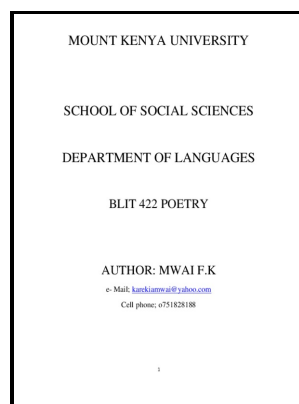 MOUNT KENYA UNIVERSITY
SCHOOL OF SOCIAL SCIENCES
DEPARTMENT OF LANGUAGES
BLIT 422 POETRY
AUTHOR: MWAI F.K
e- Mail; karekiamwai@yahoo.com
Cell phone; o751828188
1